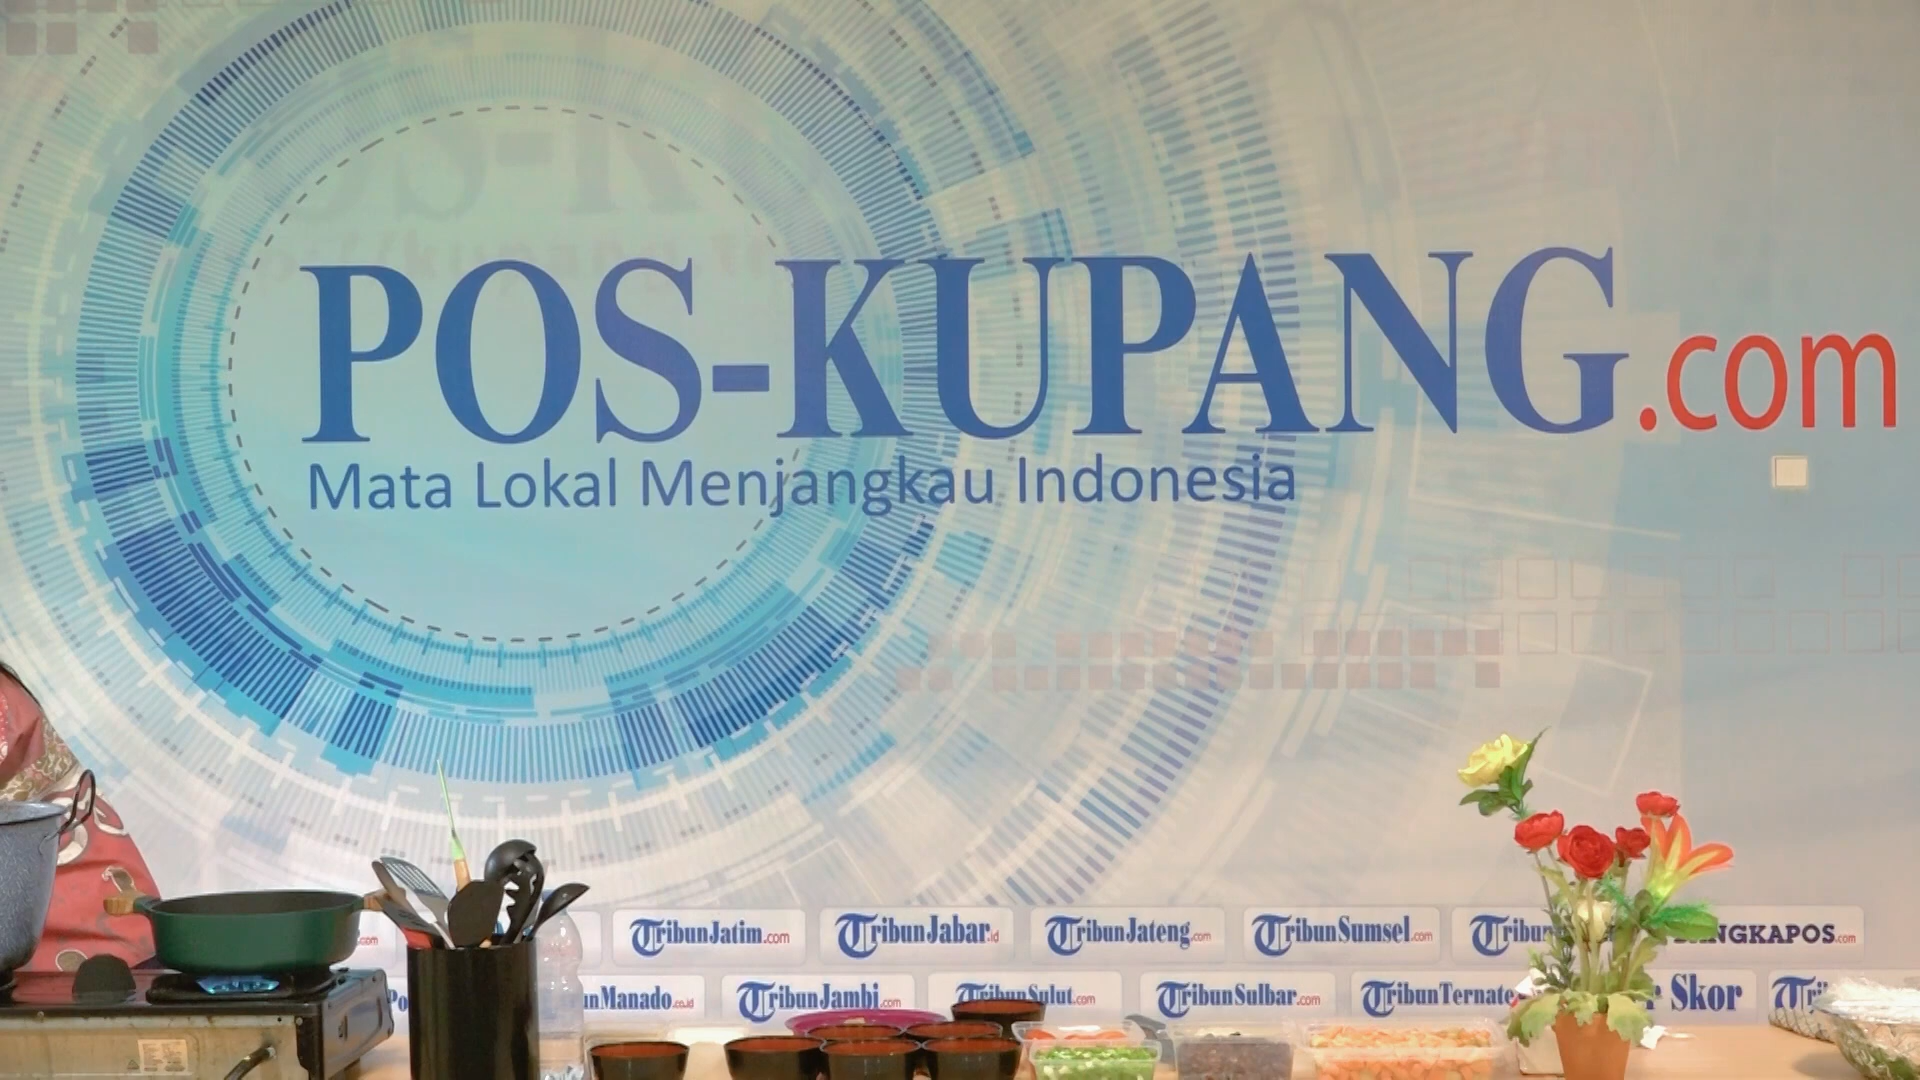 POS-KUPANG.com
Mata Lokal Menjangkau Indonesia
.com TribunJatim.com TribunJabar.id TribunJateng.com TribunSumsel.com BANGKAPOS.com
TribunJambi.com TribunSulut.com TribunSulbar.com TribunTernate Skor